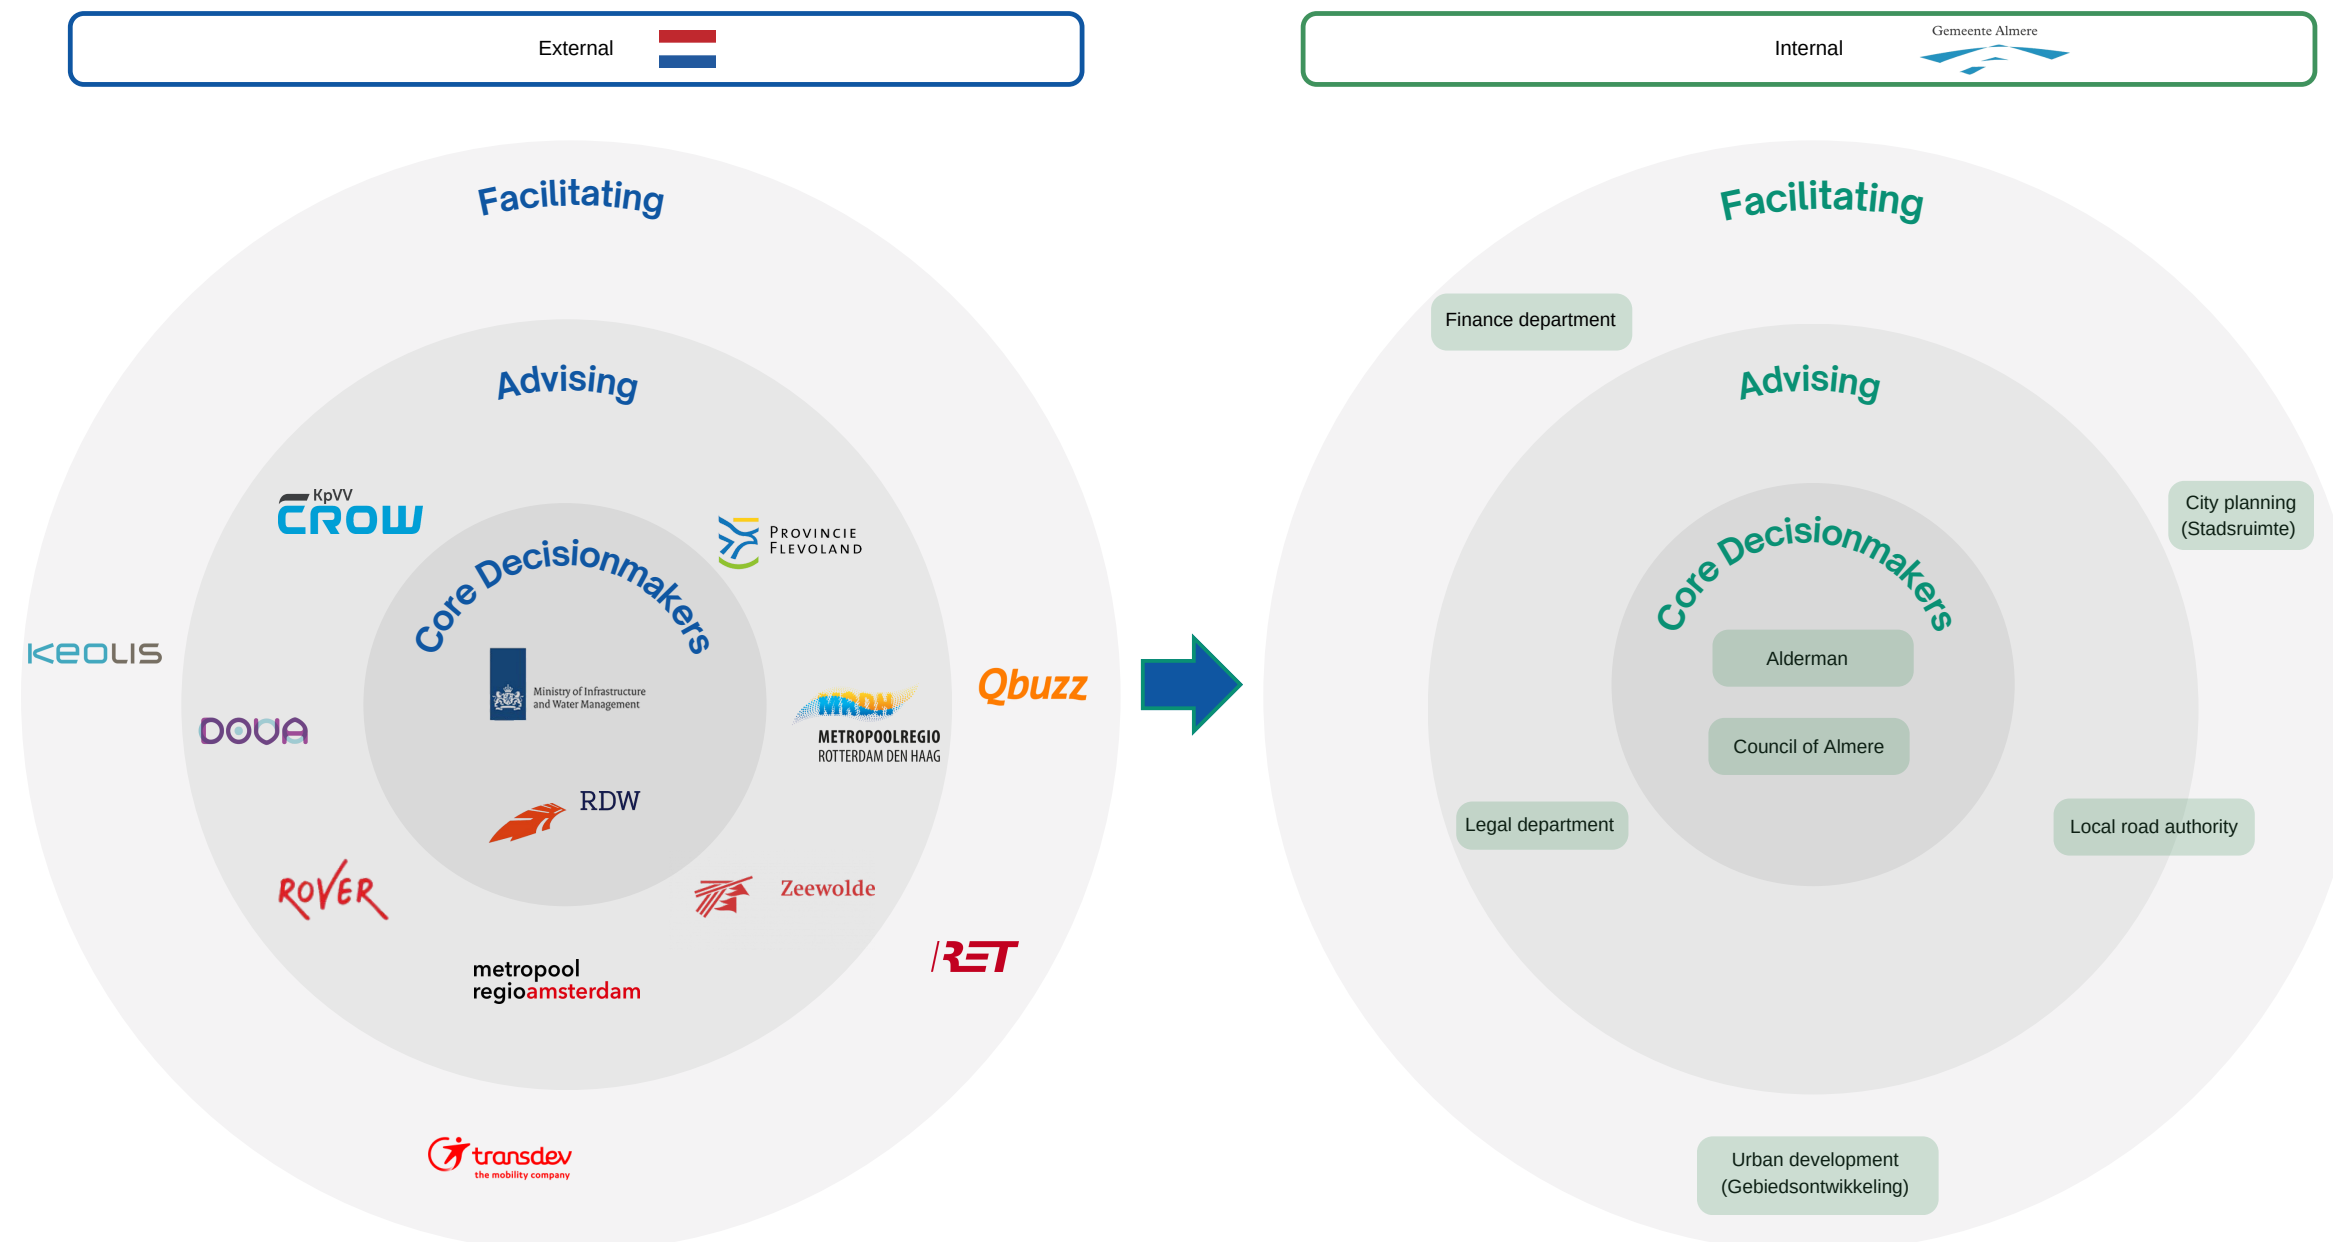 External
Internal
Gemeente Almere
Facilitating
Advising
KpVV
CROW
PROVINCIE
FLEVOLAND
Core Decisionmakers
KEOLIS
Ministry of Infrastructure
and Water Management
Qbuzz
MRDH
METROPOOLREGIO
ROTTERDAM DEN HAAG
DOVA
RDW
ROVER
Zeewolde
RET
metropool
regioamsterdam
transdev
the mobility company
Facilitating
Finance department
Advising
City planning
(Stadsruimte)
Core Decisionmakers
Alderman
Council of Almere
Legal department
Local road authority
Urban development
(Gebiedsontwikkeling)